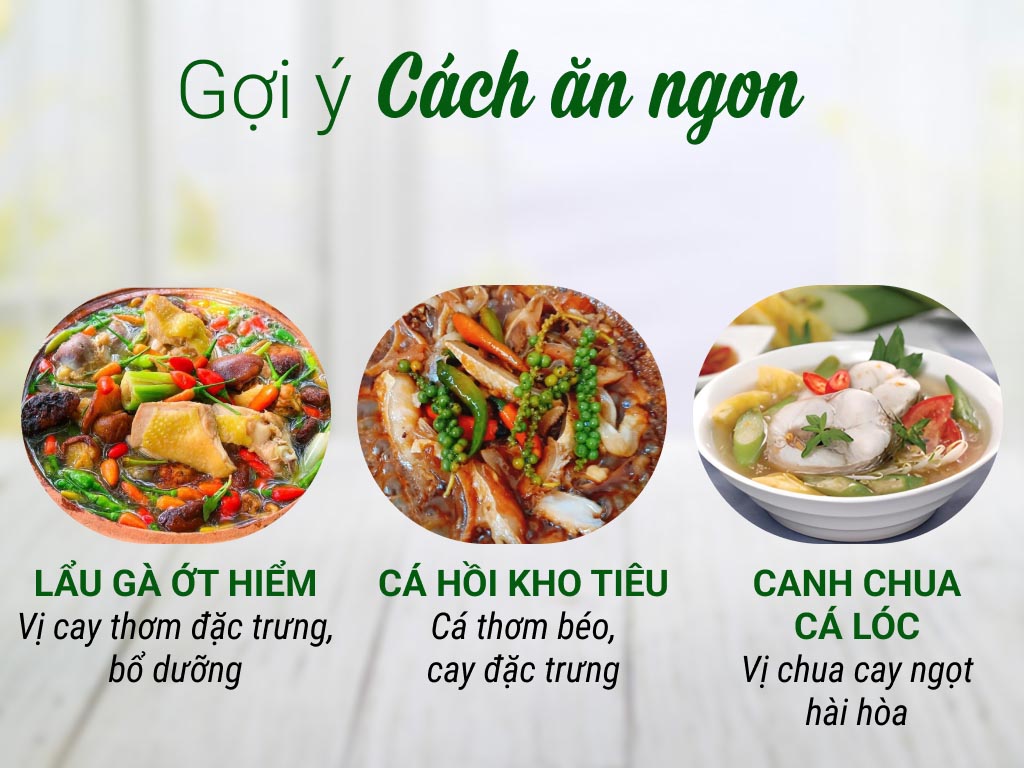 Gợi ý Cách ăn ngon
LẨU GÀ ỚT HIỂM
Vị cay thơm đặc trưng,
bổ dưỡng
CÁ HỒI KHO TIÊU
Cá thơm béo,
cay đặc trưng
CANH CHUA
CÁ LÓC
Vị chua cay ngọt
hài hòa